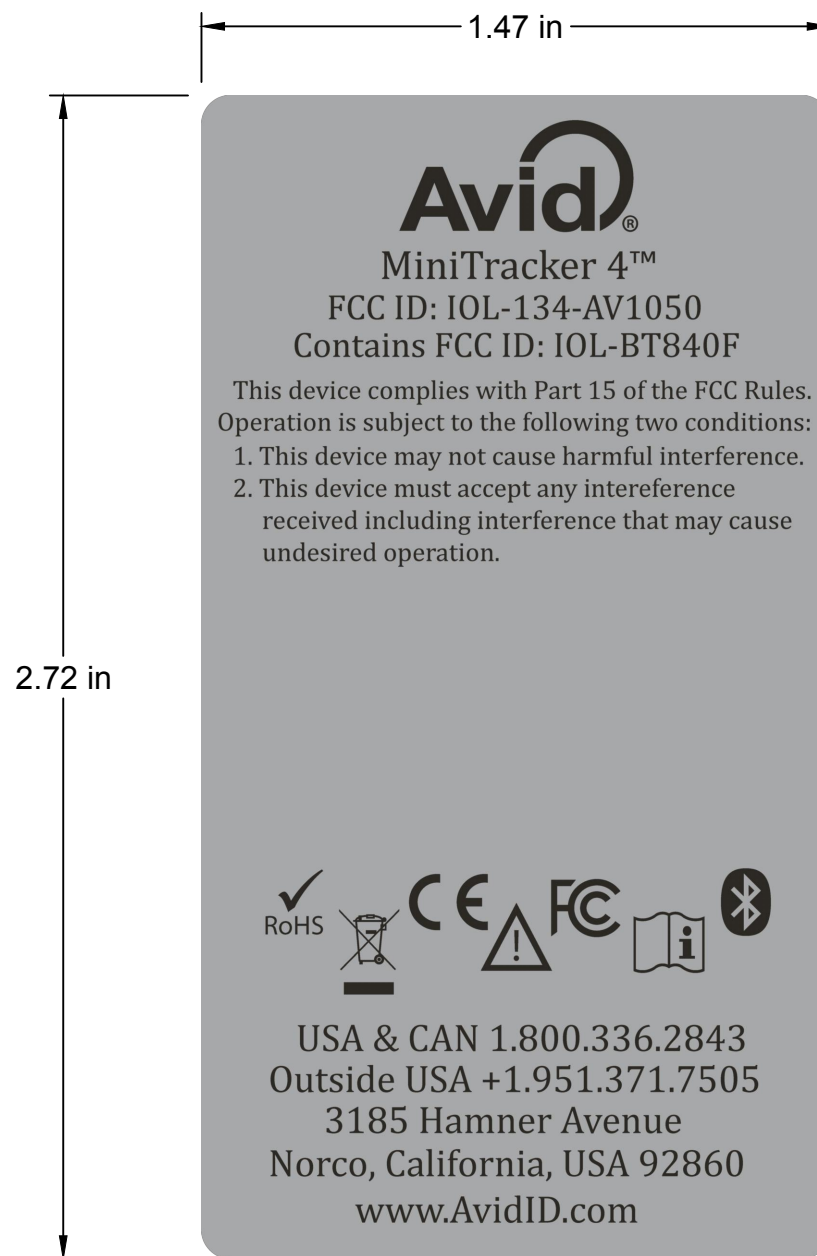 1.47 in
Avid®
MiniTracker 4™
FCC ID: IOL-134-AV1050
Contains FCC ID: IOL-BT840F
This device complies with Part 15 of the FCC Rules.
Operation is subject to the following two conditions:
1. This device may not cause harmful interference.
2. This device must accept any intereference
received including interference that may cause
undesired operation.
2.72 in
RoHS
CE
FC
i
USA & CAN 1.800.336.2843
Outside USA +1.951.371.7505
3185 Hamner Avenue
Norco, California, USA 92860
www.AvidID.com